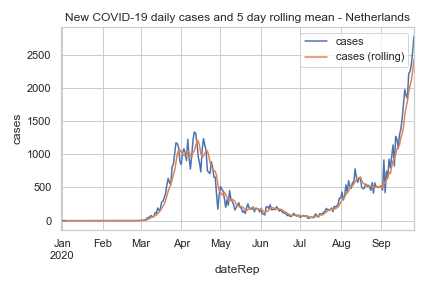 New COVID-19 daily cases and 5 day rolling mean - Netherlands
cases
cases (rolling)
2500
2000
1500
1000
500
0
cases
Jan Feb Mar Apr May Jun Jul Aug Sep
2020
dateRep